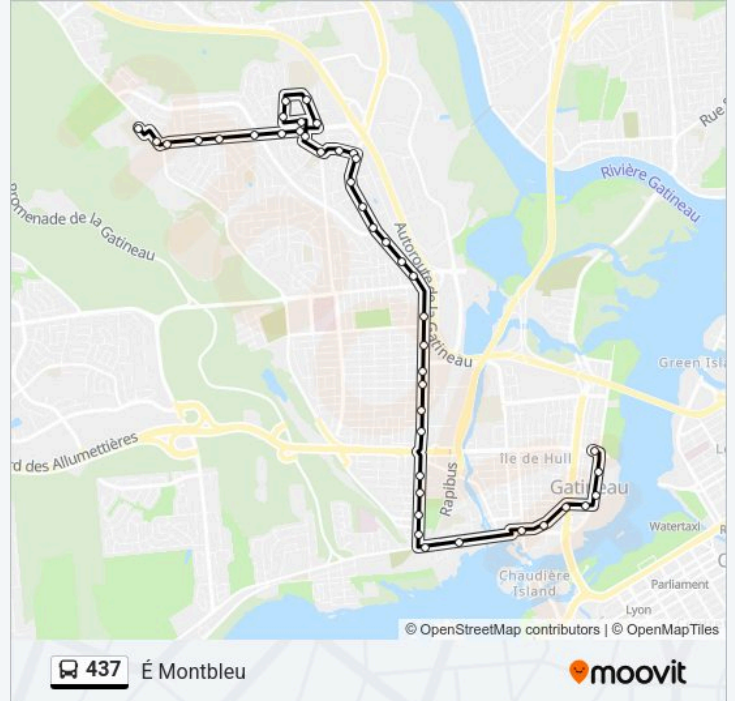 Rue
Rivière Gatineau
Promenade de la Gatineau
Autoroute de la Gatineau
Green Isla
rd des Allumettières
Île de Hull
Rapibus
Gatineau
Watertaxi
Chaudière
Island
Parliament
Lyon
© OpenStreetMap contributors | © OpenMapTiles
437 É Montbleu
moovit